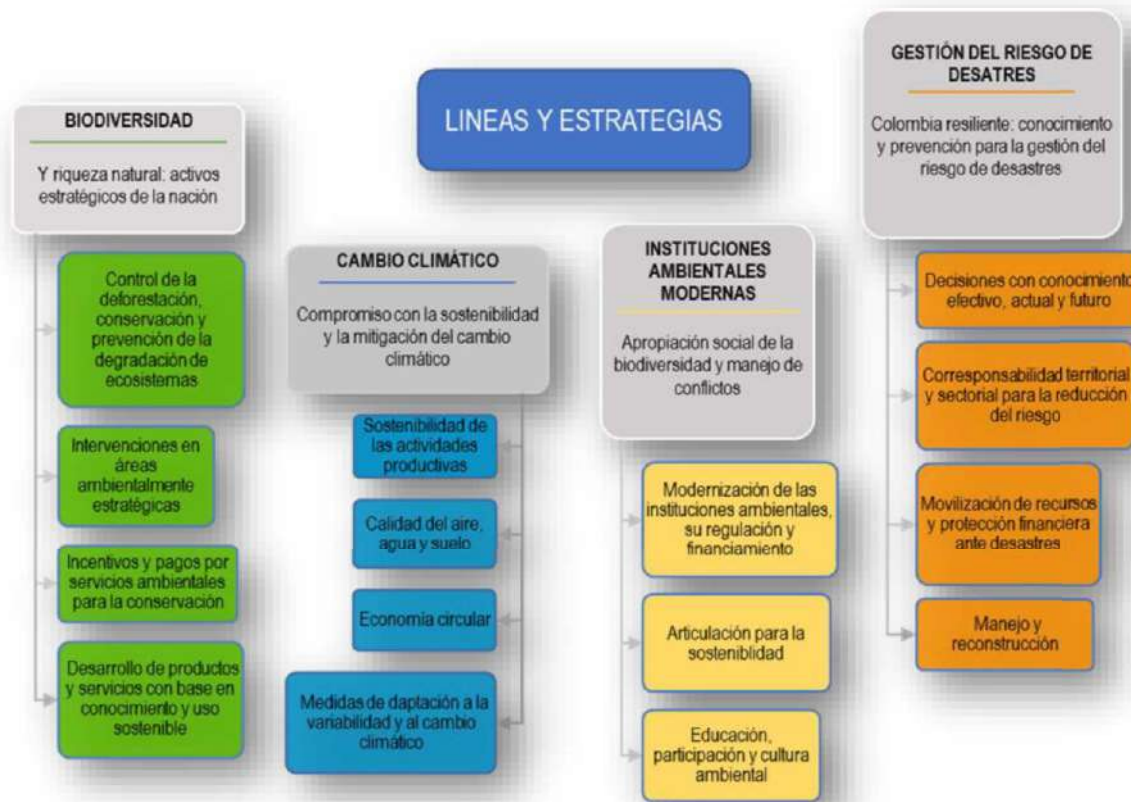 LINEAS Y ESTRATEGIAS
BIODIVERSIDAD
Y riqueza natural: activos
estratégicos de la nación
Control de la
deforestación,
conservación y
prevención de la
degradación de
ecosistemas
Intervenciones en
áreas
ambientalmente
estratégicas
Incentivos y pagos por
servicios ambientales
para la conservación
Desarrollo de productos
y servicios con base en
conocimiento y uso
sostenible
CAMBIO CLIMÁTICO
Compromiso con la sostenibilidad
y la mitigación del cambio
climático
Sostenibilidad de
las actividades
productivas
Calidad del aire,
agua y suelo
Economía circular
Medidas de daptación a la
variabilidad y al cambio
climático
INSTITUCIONES
AMBIENTALES
MODERNAS
Apropiación social de la
biodiversidad y manejo de
conflictos
Modernización de las
instituciones ambientales,
su regulación y
financiamiento
Articulación para la
sosteniblidad
Educación,
participación y cultura
ambiental
GESTIÓN DEL RIESGO DE
DESATRES
Colombia resiliente: conocimiento
y prevención para la gestión del
riesgo de desastres
Decisiones con conocimiento
efectivo, actual y futuro
Corresponsabilidad territorial
y sectorial para la reducción
del riesgo
Movilización de recursos
y protección financiera
ante desastres
Manejo y
reconstrucción